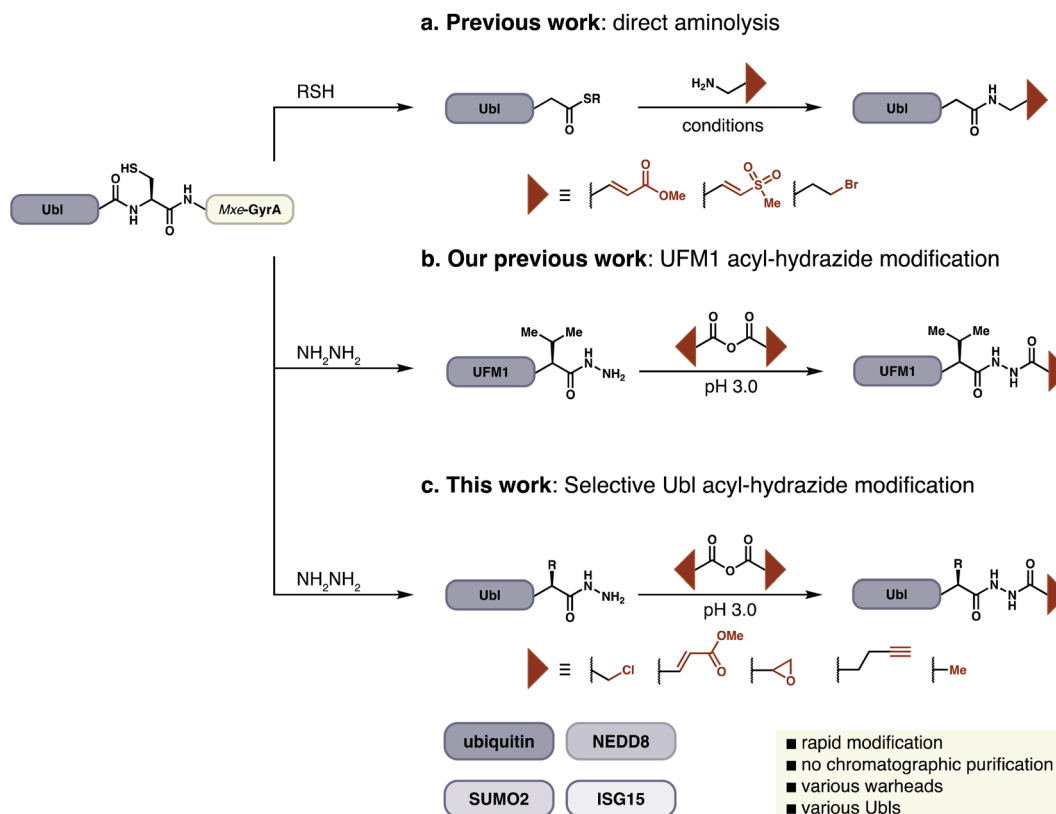 a. Previous work: direct aminolysis
RSH
Ubl
SR
O
H₂N
conditions
Ubl
H
N
O
HS
O
N
H
H
N
O
Ubl
Mxe-GyrA
≡
O
OMe
O
S
O
Me
Br
b. Our previous work: UFM1 acyl-hydrazide modification
NH₂NH₂
UFM1
Me
Me
H
N
NH₂
O
O
O
O
pH 3.0
UFM1
Me
Me
H
N
N
H
O
O
c. This work: Selective Ubl acyl-hydrazide modification
NH₂NH₂
Ubl
R
H
N
NH₂
O
O
O
O
pH 3.0
Ubl
R
H
N
N
H
O
O
≡
Cl
OMe
O
O
Me
ubiquitin
NEDD8
SUMO2
ISG15
■ rapid modification
■ no chromatographic purification
■ various warheads
■ various Ubls